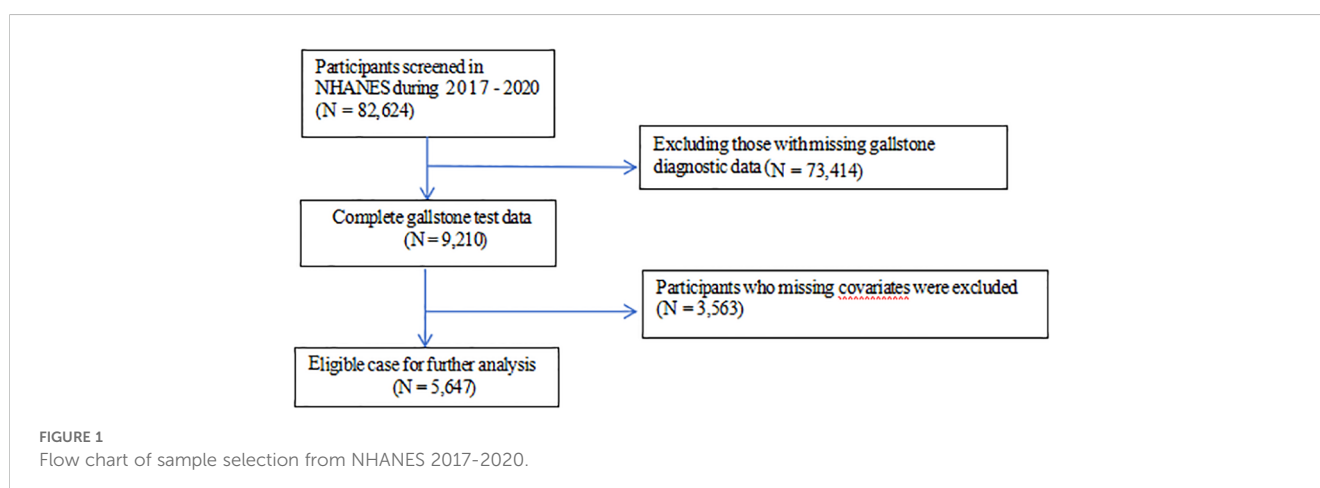 Participants screened in
NHANES during 2017 - 2020
(N = 82,624)
Excluding those with missing gallstone
diagnostic data (N = 73,414)
Complete gallstone test data
(N = 9,210)
Participants who missing covariates were excluded
(N = 3,563)
Eligible case for further analysis
(N = 5,647)
FIGURE 1
Flow chart of sample selection from NHANES 2017-2020.